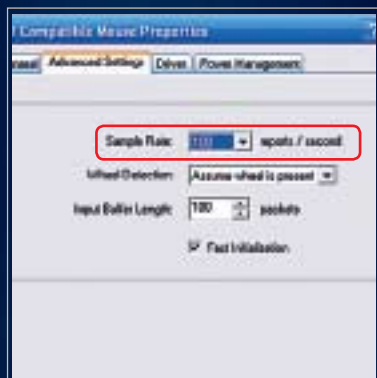 Compatible Mouse Properties
Advanced Settings Driver Power Management
Sample Rate: reports / second
Wheel Detection: Assume wheel is present
Input Buffer Length: 100 packets
Fast Initialization